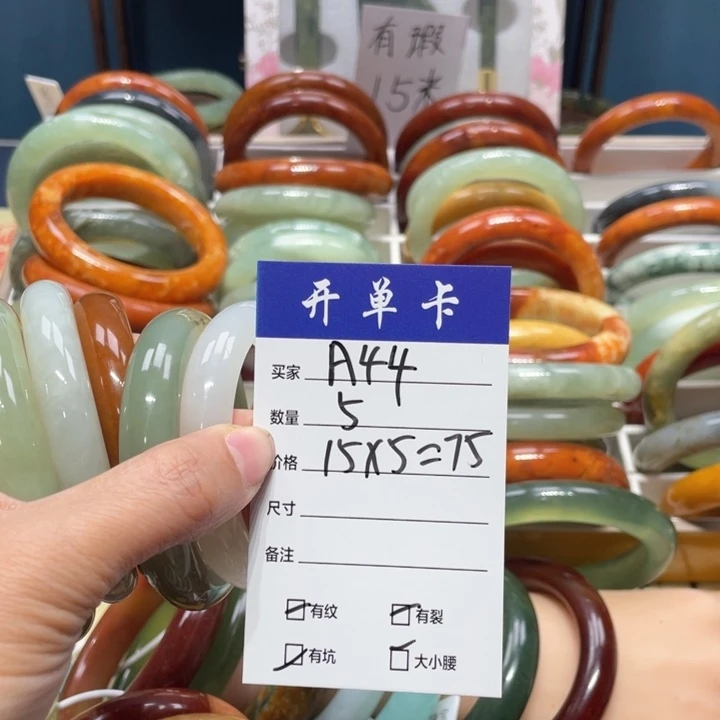 有瑕
15米
开单卡
买家 A44
数量 5
价格 15X5=75
尺寸
备注
有纹 有裂
有坑 大小腰